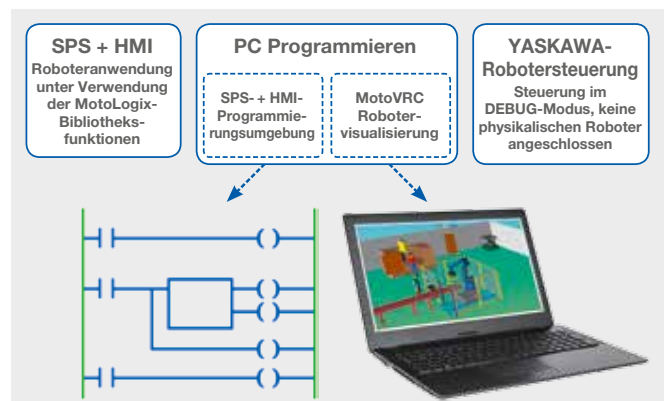 SPS + HMI
Roboteranwendung
unter Verwendung
der MotoLogix-
Bibliotheks-
funktionen
PC Programmieren
SPS- + HMI-
Programmie-
rungsumgebung
MotoVRC
Roboter-
visualisierung
YASKAWA-
Robotersteuerung
Steuerung im
DEBUG-Modus, keine
physikalischen Roboter
angeschlossen